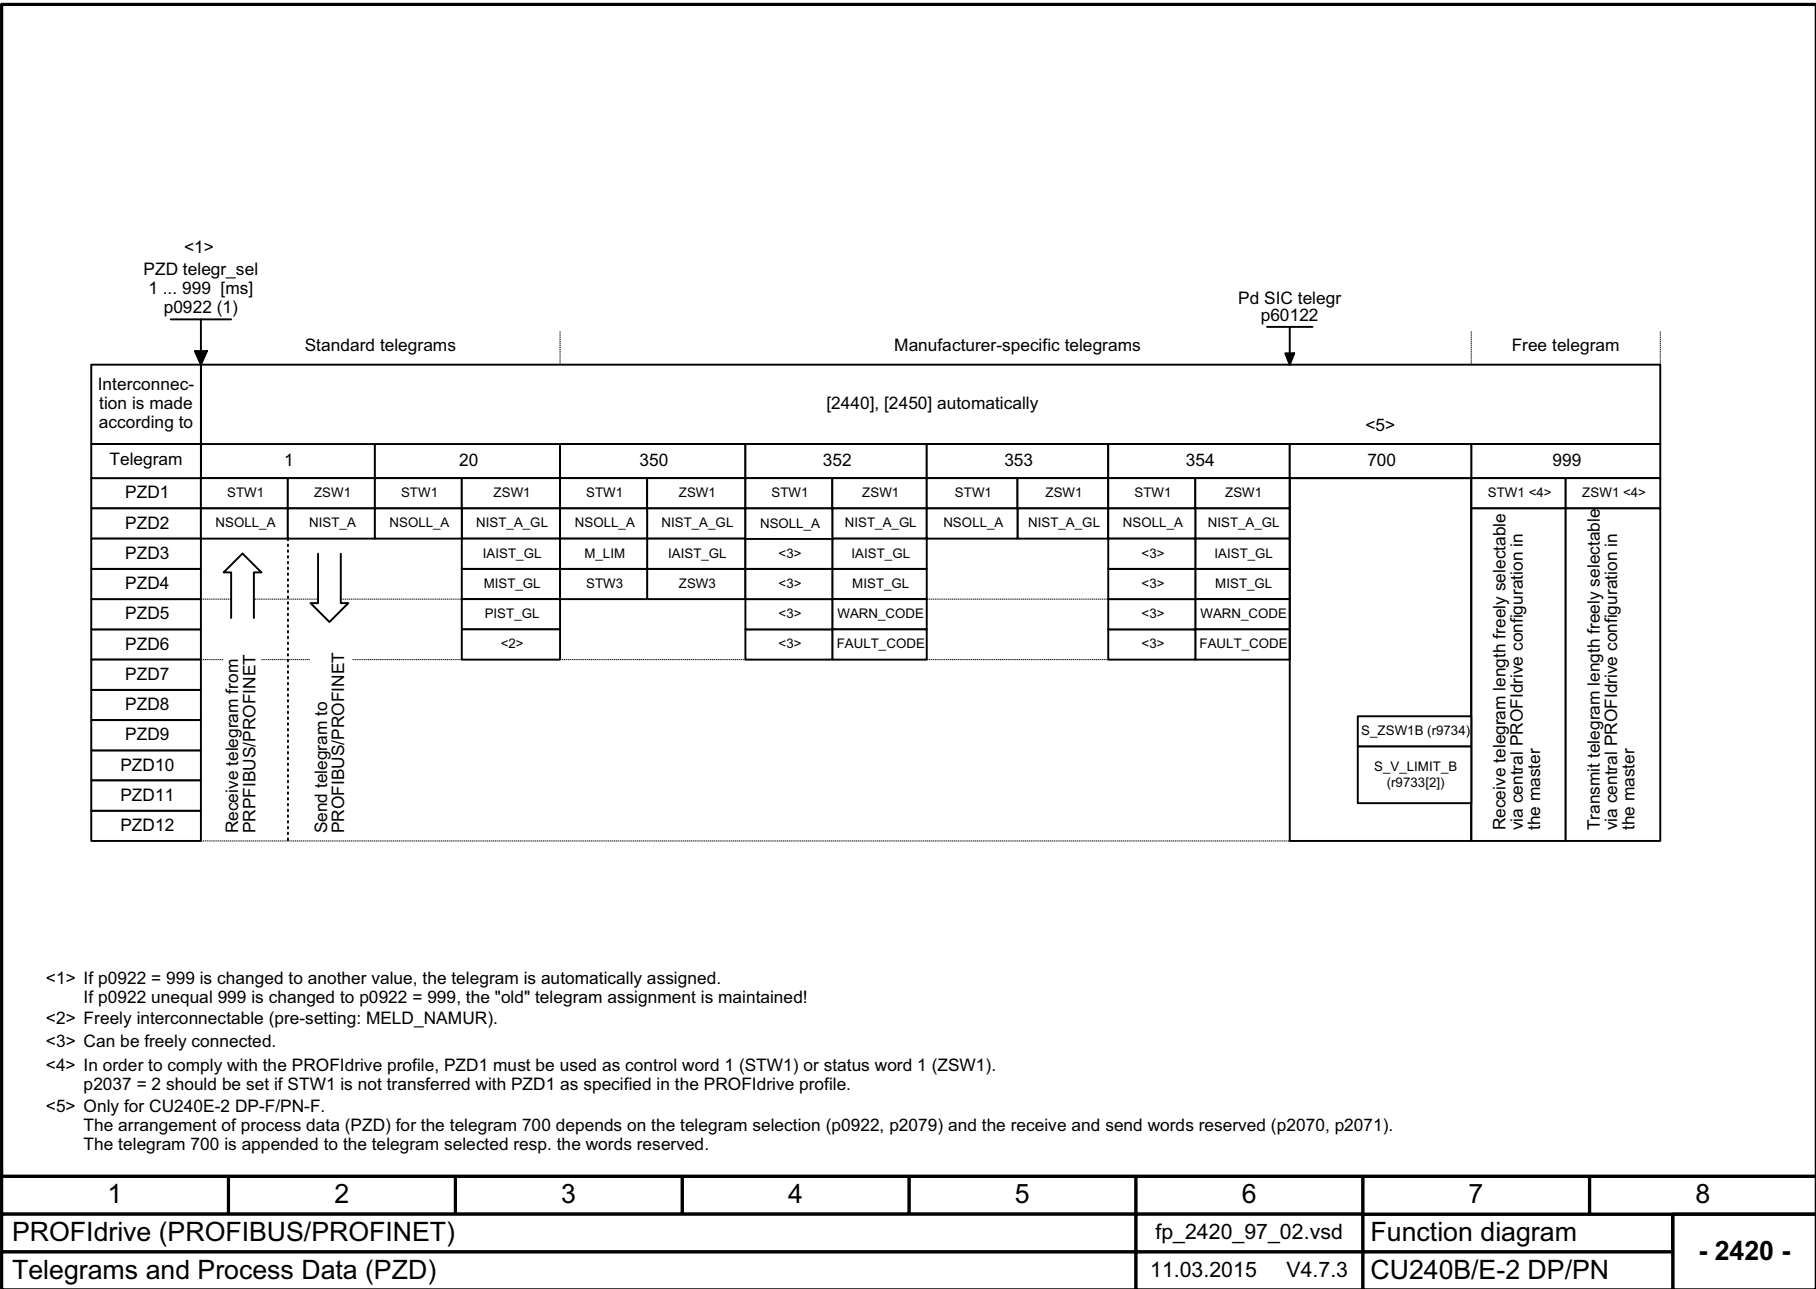 <1>
PZD telegr_sel
1 ... 999 [ms]
p0922 (1)
Pd SIC telegr
p60122
Standard telegrams
Manufacturer-specific telegrams
Free telegram
Interconnec-
tion is made
according to
[2440], [2450] automatically
<5>
Telegram 1 20 350 352 353 354 700 999
PZD1 STW1 ZSW1 STW1 ZSW1 STW1 ZSW1 STW1 ZSW1 STW1 ZSW1 STW1 ZSW1 STW1 <4> ZSW1 <4>
PZD2 NSOLL_A NIST_A NSOLL_A NIST_A_GL NSOLL_A NIST_A_GL NSOLL_A NIST_A_GL NSOLL_A NIST_A_GL NSOLL_A NIST_A_GL
PZD3 IAIST_GL M_LIM IAIST_GL <3> IAIST_GL <3> IAIST_GL
PZD4 MIST_GL STW3 ZSW3 <3> MIST_GL <3> MIST_GL
PZD5 PIST_GL <3> WARN_CODE <3> WARN_CODE
PZD6 <2> <3> FAULT_CODE <3> FAULT_CODE
PZD7
PZD8
PZD9 S_ZSW1B (r9734)
PZD10 S_V_LIMIT_B
(r9733[2])
PZD11
PZD12
Receive telegram from
PRPFIBUS/PROFINET
Send telegram to
PROFIBUS/PROFINET
Receive telegram length freely selectable
via central PROFIdrive configuration in
the master
Transmit telegram length freely selectable
via central PROFIdrive configuration in
the master
<1> If p0922 = 999 is changed to another value, the telegram is automatically assigned.
If p0922 unequal 999 is changed to p0922 = 999, the "old" telegram assignment is maintained!
<2> Freely interconnectable (pre-setting: MELD_NAMUR).
<3> Can be freely connected.
<4> In order to comply with the PROFIdrive profile, PZD1 must be used as control word 1 (STW1) or status word 1 (ZSW1).
p2037 = 2 should be set if STW1 is not transferred with PZD1 as specified in the PROFIdrive profile.
<5> Only for CU240E-2 DP-F/PN-F.
The arrangement of process data (PZD) for the telegram 700 depends on the telegram selection (p0922, p2079) and the receive and send words reserved (p2070, p2071).
The telegram 700 is appended to the telegram selected resp. the words reserved.
1 2 3 4 5 6 7 8
PROFIdrive (PROFIBUS/PROFINET) fp_2420_97_02.vsd Function diagram
- 2420 -
Telegrams and Process Data (PZD) 11.03.2015 V4.7.3 CU240B/E-2 DP/PN